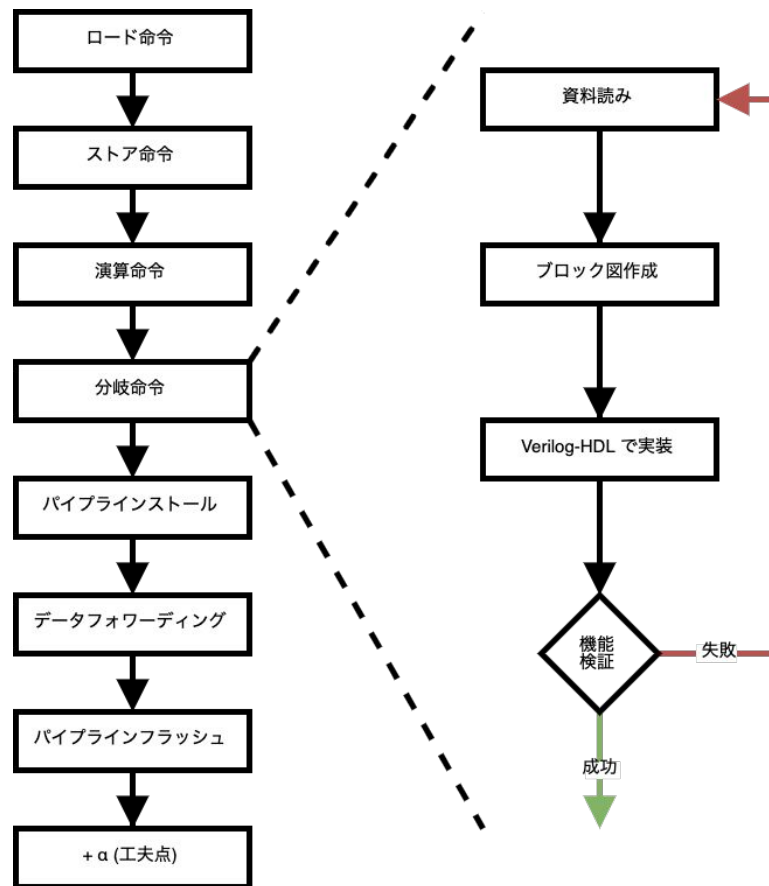 ロード命令
ストア命令
演算命令
分岐命令
パイプラインストール
データフォワーディング
パイプラインフラッシュ
+ α (工夫点)
資料読み
ブロック図作成
Verilog-HDL で実装
機能
検証
失敗
成功